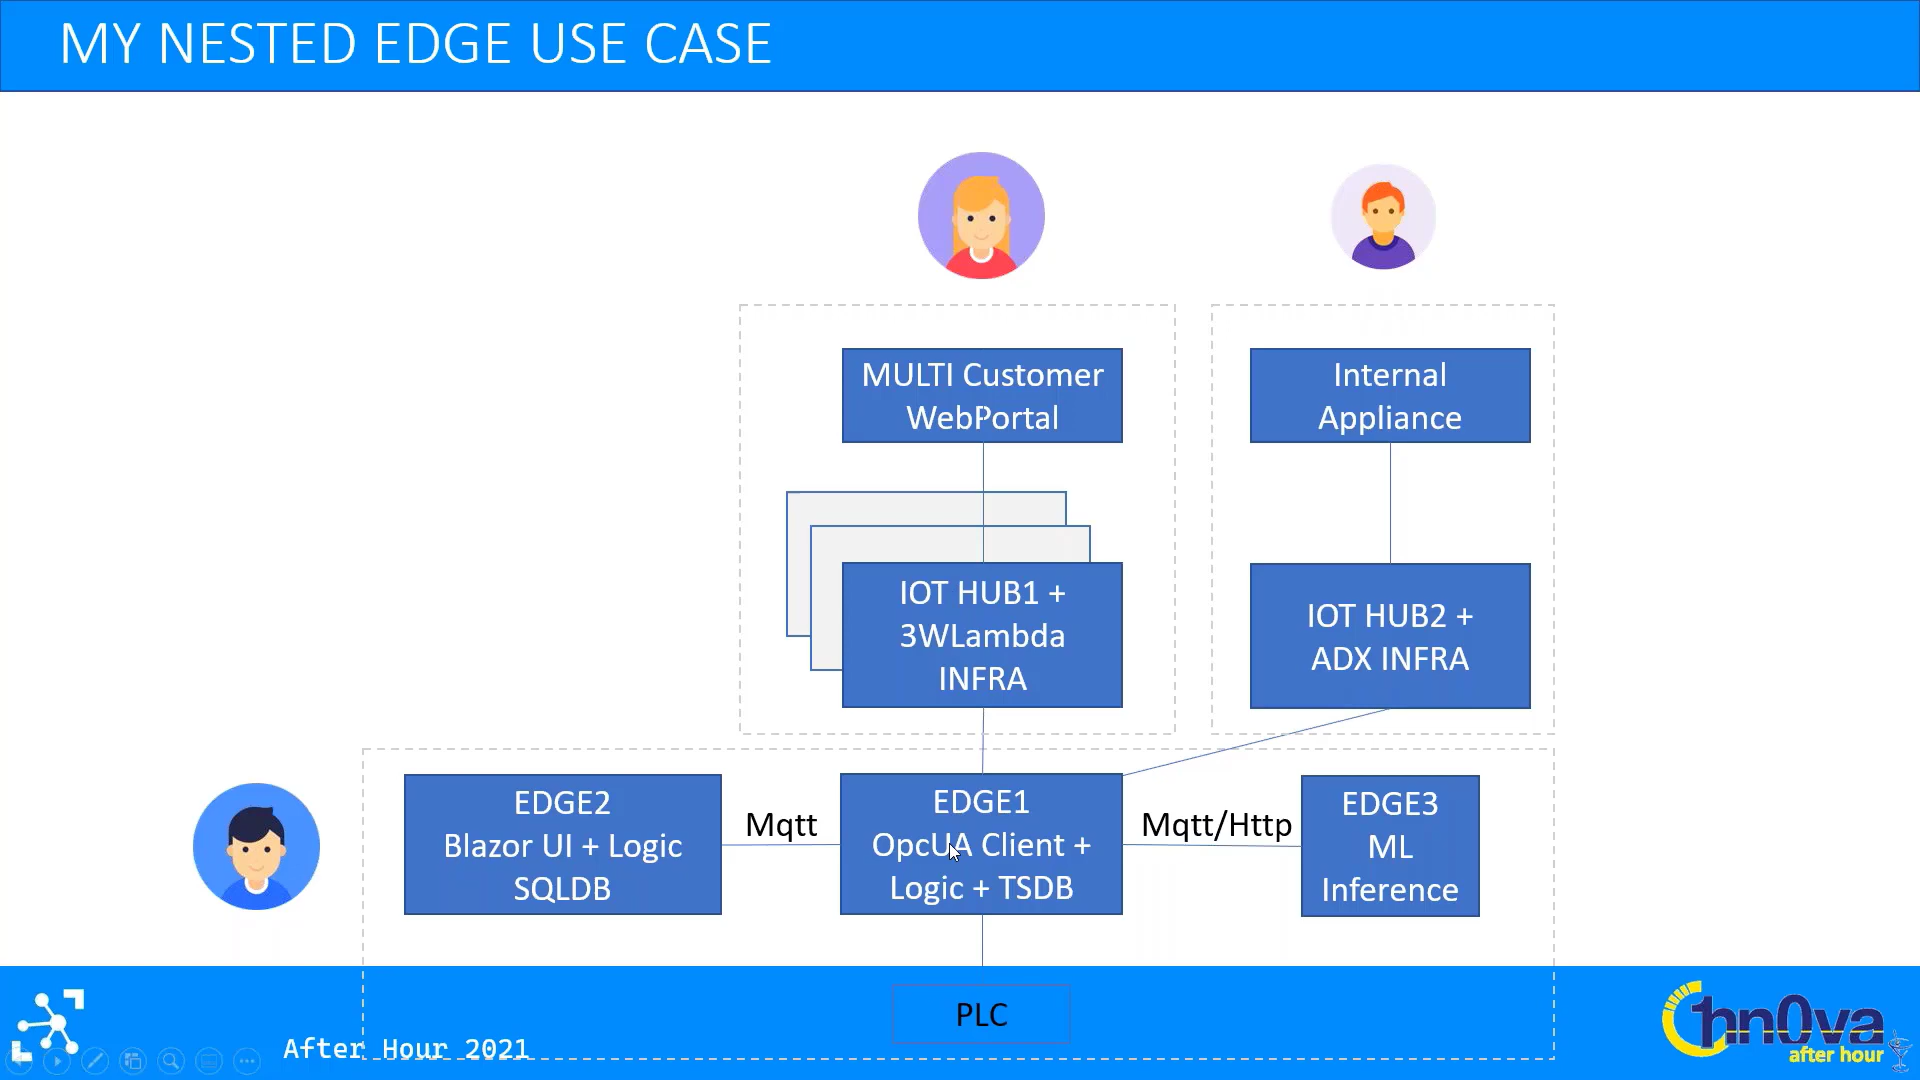 MY NESTED EDGE USE CASE
MULTI Customer
WebPortal
Internal
Appliance
IOT HUB1 +
3WLambda
INFRA
IOT HUB2 +
ADX INFRA
EDGE2
Blazor UI + Logic
SQLDB
Mqtt
EDGE1
OpcUA Client +
Logic + TSDB
Mqtt/Http
EDGE3
ML
Inference
PLC
After Hour 2021
1hn0va
after hour